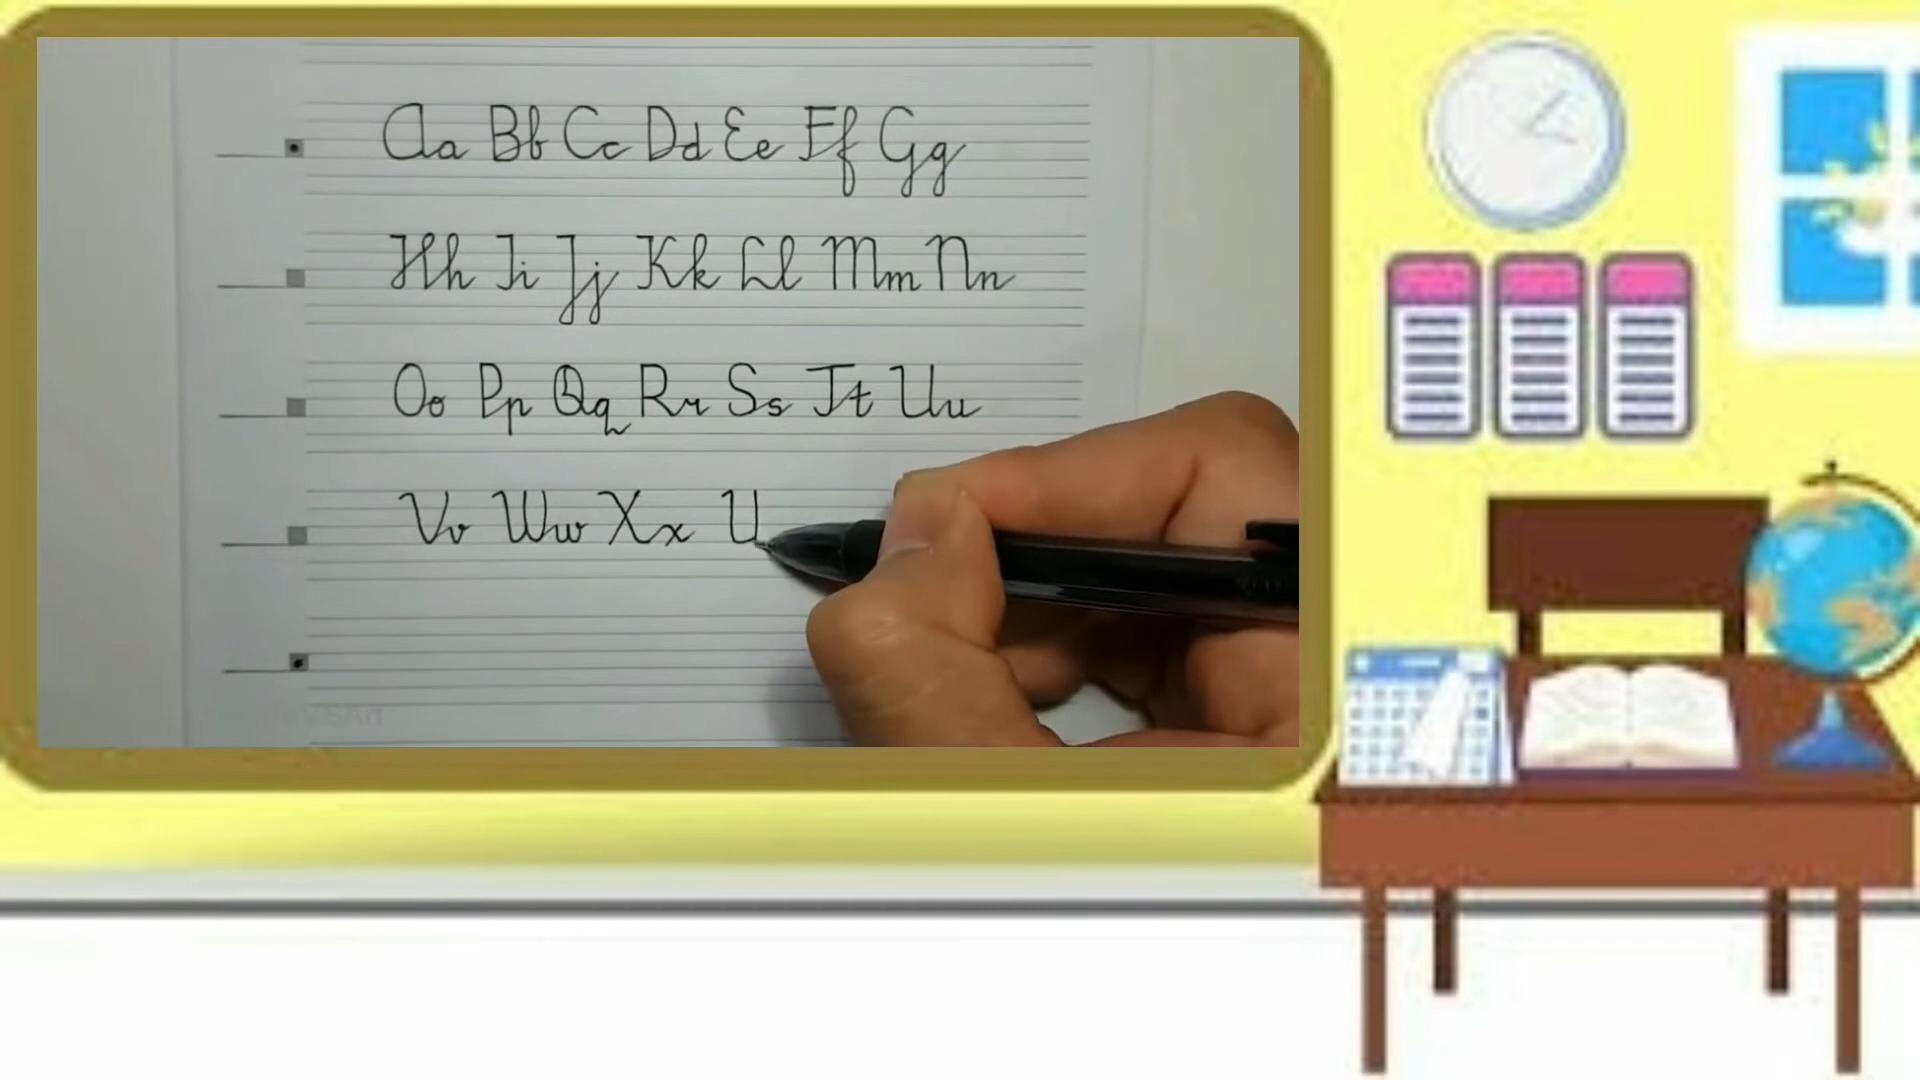 Aa Bb Cc Dd Ee Ff Gg
Hh Ii Jj Kk Ll Mm Nn
Oo Pp Qq Rr Ss Tt Uu
Vv Ww Xx U